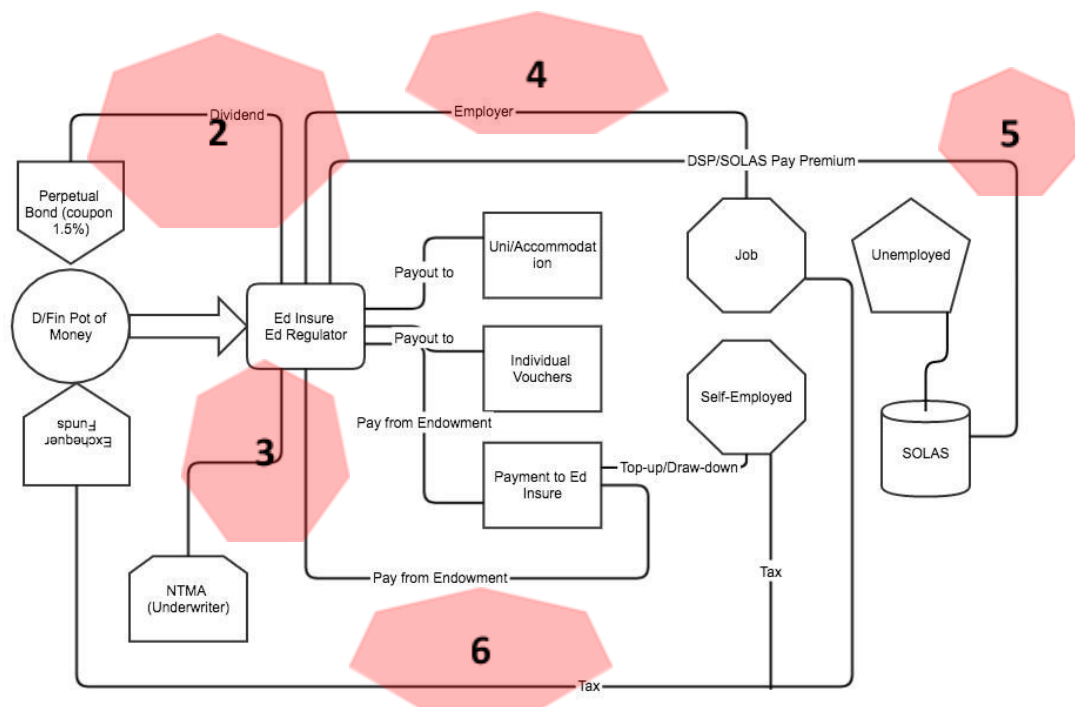 4
2
5
Dividend
Employer
DSP/SOLAS Pay Premium
Perpetual
Bond (coupon
1.5%)
Uni/Accommodat
ion
Job
Unemployed
Payout to
D/Fin Pot of
Money
Ed Insure
Ed Regulator
Payout to
Individual
Vouchers
Self-Employed
Exchequer
Funds
Pay from Endowment
3
SOLAS
Payment to Ed
Insure
Top-up/Draw-down
Pay from Endowment
Tax
NTMA
(Underwriter)
6
Tax